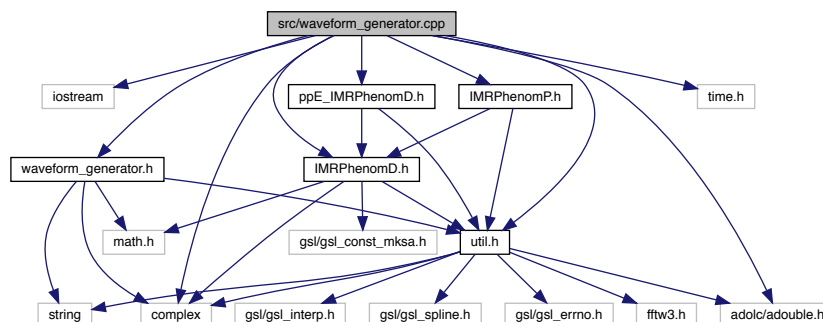 src/waveform_generator.cpp
iostream
ppE_IMRPhenomD.h
IMRPhenomP.h
time.h
waveform_generator.h
IMRPhenomD.h
math.h
gsl/gsl_const_mksa.h
util.h
string
complex
gsl/gsl_interp.h
gsl/gsl_spline.h
gsl/gsl_errno.h
fftw3.h
adolc/adouble.h